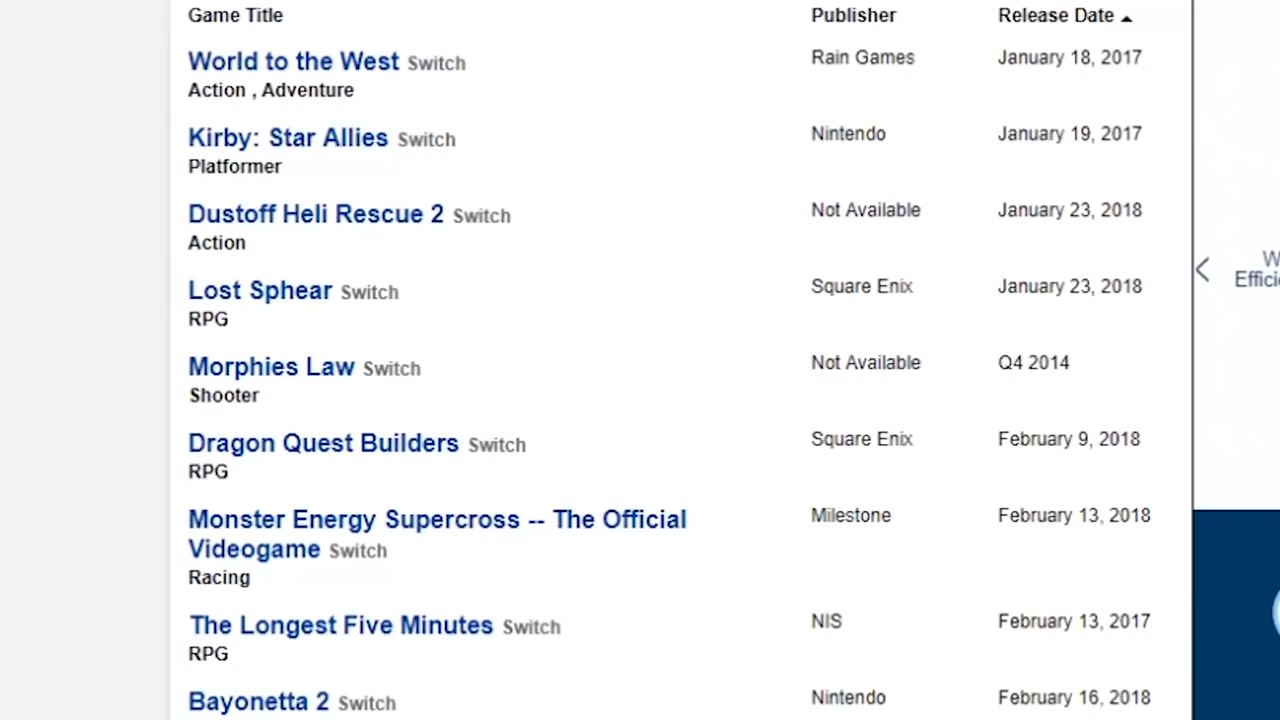 Game Title Publisher Release Date
World to the West Switch Rain Games January 18, 2017
Action , Adventure
Kirby: Star Allies Switch Nintendo January 19, 2017
Platformer
Dustoff Heli Rescue 2 Switch Not Available January 23, 2018
Action
Lost Sphear Switch Square Enix January 23, 2018
RPG
Morphies Law Switch Not Available Q4 2014
Shooter
Dragon Quest Builders Switch Square Enix February 9, 2018
RPG
Monster Energy Supercross -- The Official Milestone February 13, 2018
Videogame Switch
Racing
The Longest Five Minutes Switch NIS February 13, 2017
RPG
Bayonetta 2 Switch Nintendo February 16, 2018